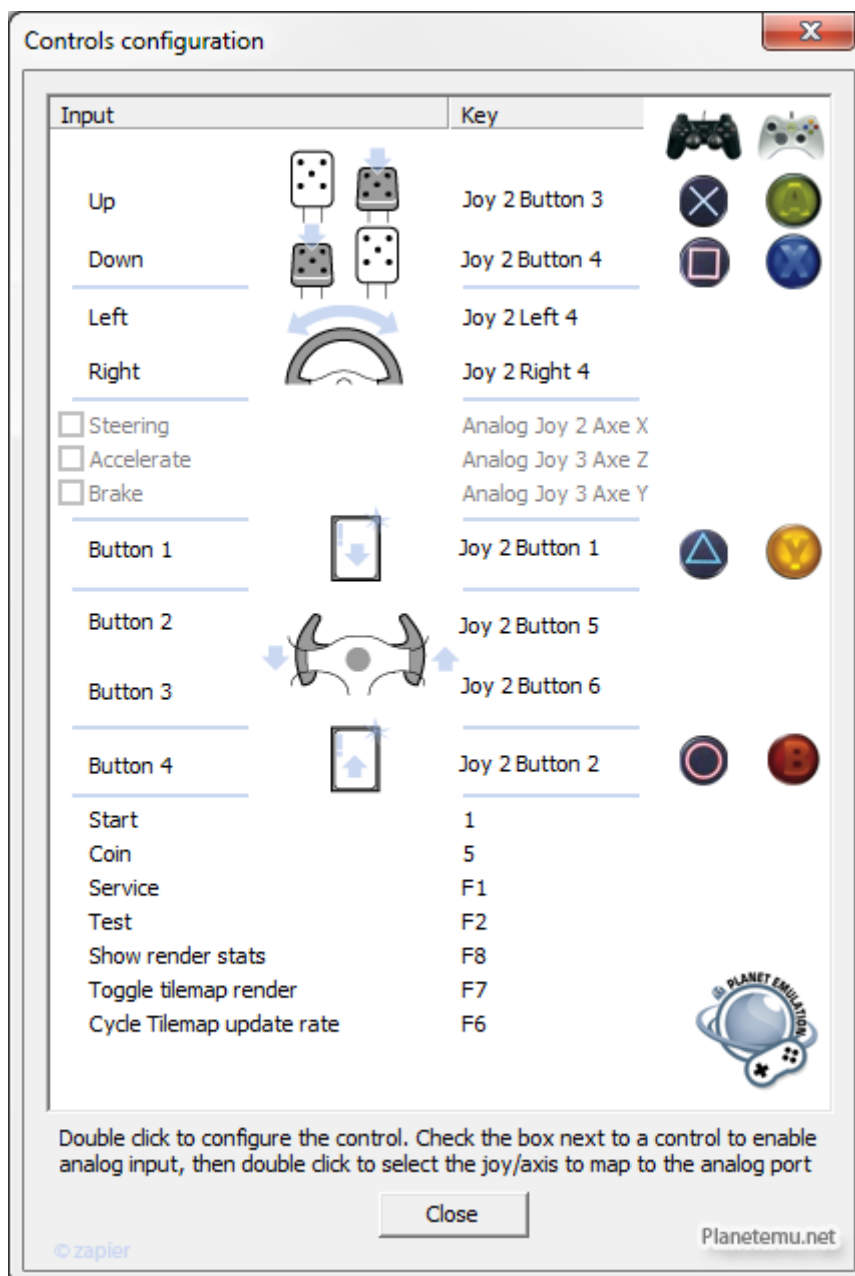 Controls configuration
Input Key
Up Joy 2 Button 3 A
Down Joy 2 Button 4 X
Left Joy 2 Left 4
Right Joy 2 Right 4
Steering Analog Joy 2 Axe X
Accelerate Analog Joy 3 Axe Z
Brake Analog Joy 3 Axe Y
Button 1 Joy 2 Button 1 Y
Button 2 Joy 2 Button 5
Button 3 Joy 2 Button 6
Button 4 Joy 2 Button 2 B
Start 1
Coin 5
Service F1
Test F2
Show render stats F8
Toggle tilemap render F7
Cycle Tilemap update rate F6
PLANET EMULATION
Double click to configure the control. Check the box next to a control to enable
analog input, then double click to select the joy/axis to map to the analog port
Close
Planetemu.net
© zapier